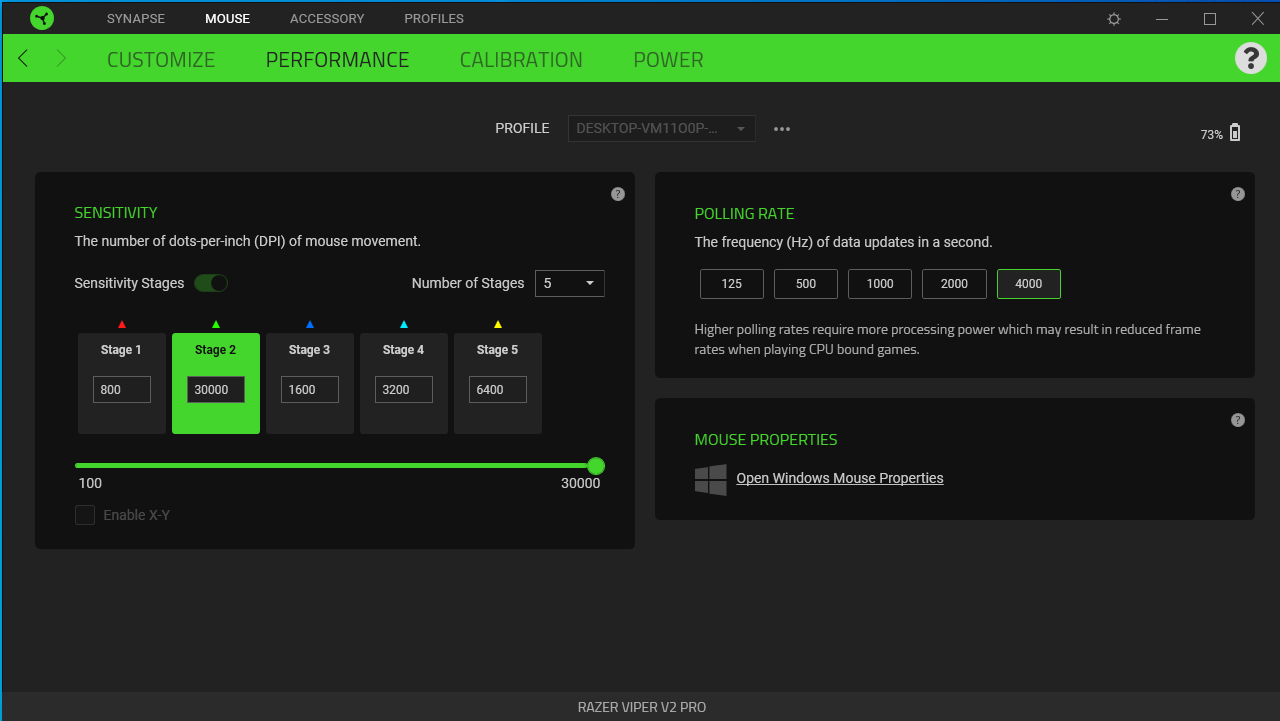 SYNAPSE MOUSE ACCESSORY PROFILES
CUSTOMIZE PERFORMANCE CALIBRATION POWER ?
PROFILE DESKTOP-VM11O0P-... •••
73%
?
SENSITIVITY
The number of dots-per-inch (DPI) of mouse movement.
Sensitivity Stages Number of Stages 5
Stage 1 Stage 2 Stage 3 Stage 4 Stage 5
800 30000 1600 3200 6400
100 30000
Enable X-Y
?
POLLING RATE
The frequency (Hz) of data updates in a second.
125 500 1000 2000 4000
Higher polling rates require more processing power which may result in reduced frame
rates when playing CPU bound games.
?
MOUSE PROPERTIES
Open Windows Mouse Properties
RAZER VIPER V2 PRO